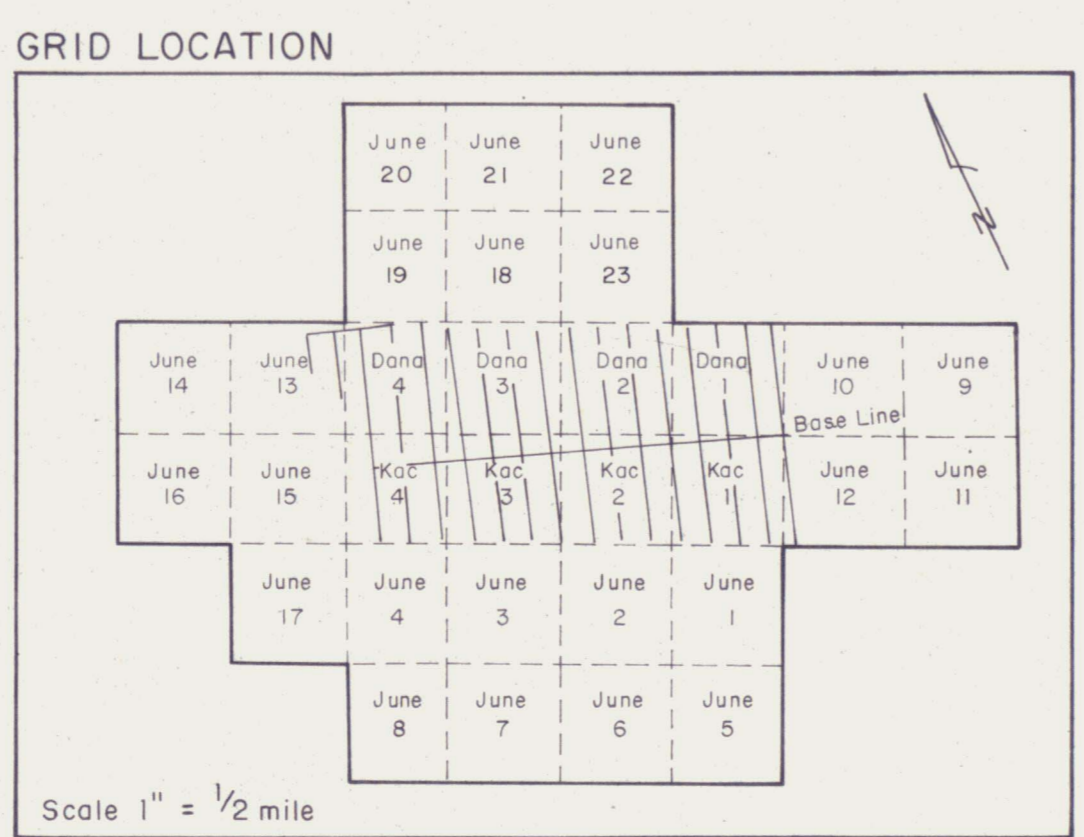 GRID LOCATION
June 20
June 21
June 22
June 19
June 18
June 23
June 14
June 13
Dana 4
Dana 3
Dana 2
Dana 1
June 10
June 9
Base Line
June 16
June 15
Kac 4
Kac 3
Kac 2
Kac 1
June 12
June 11
June 17
June 4
June 3
June 2
June 1
June 8
June 7
June 6
June 5
N
Scale 1" = 1/2 mile